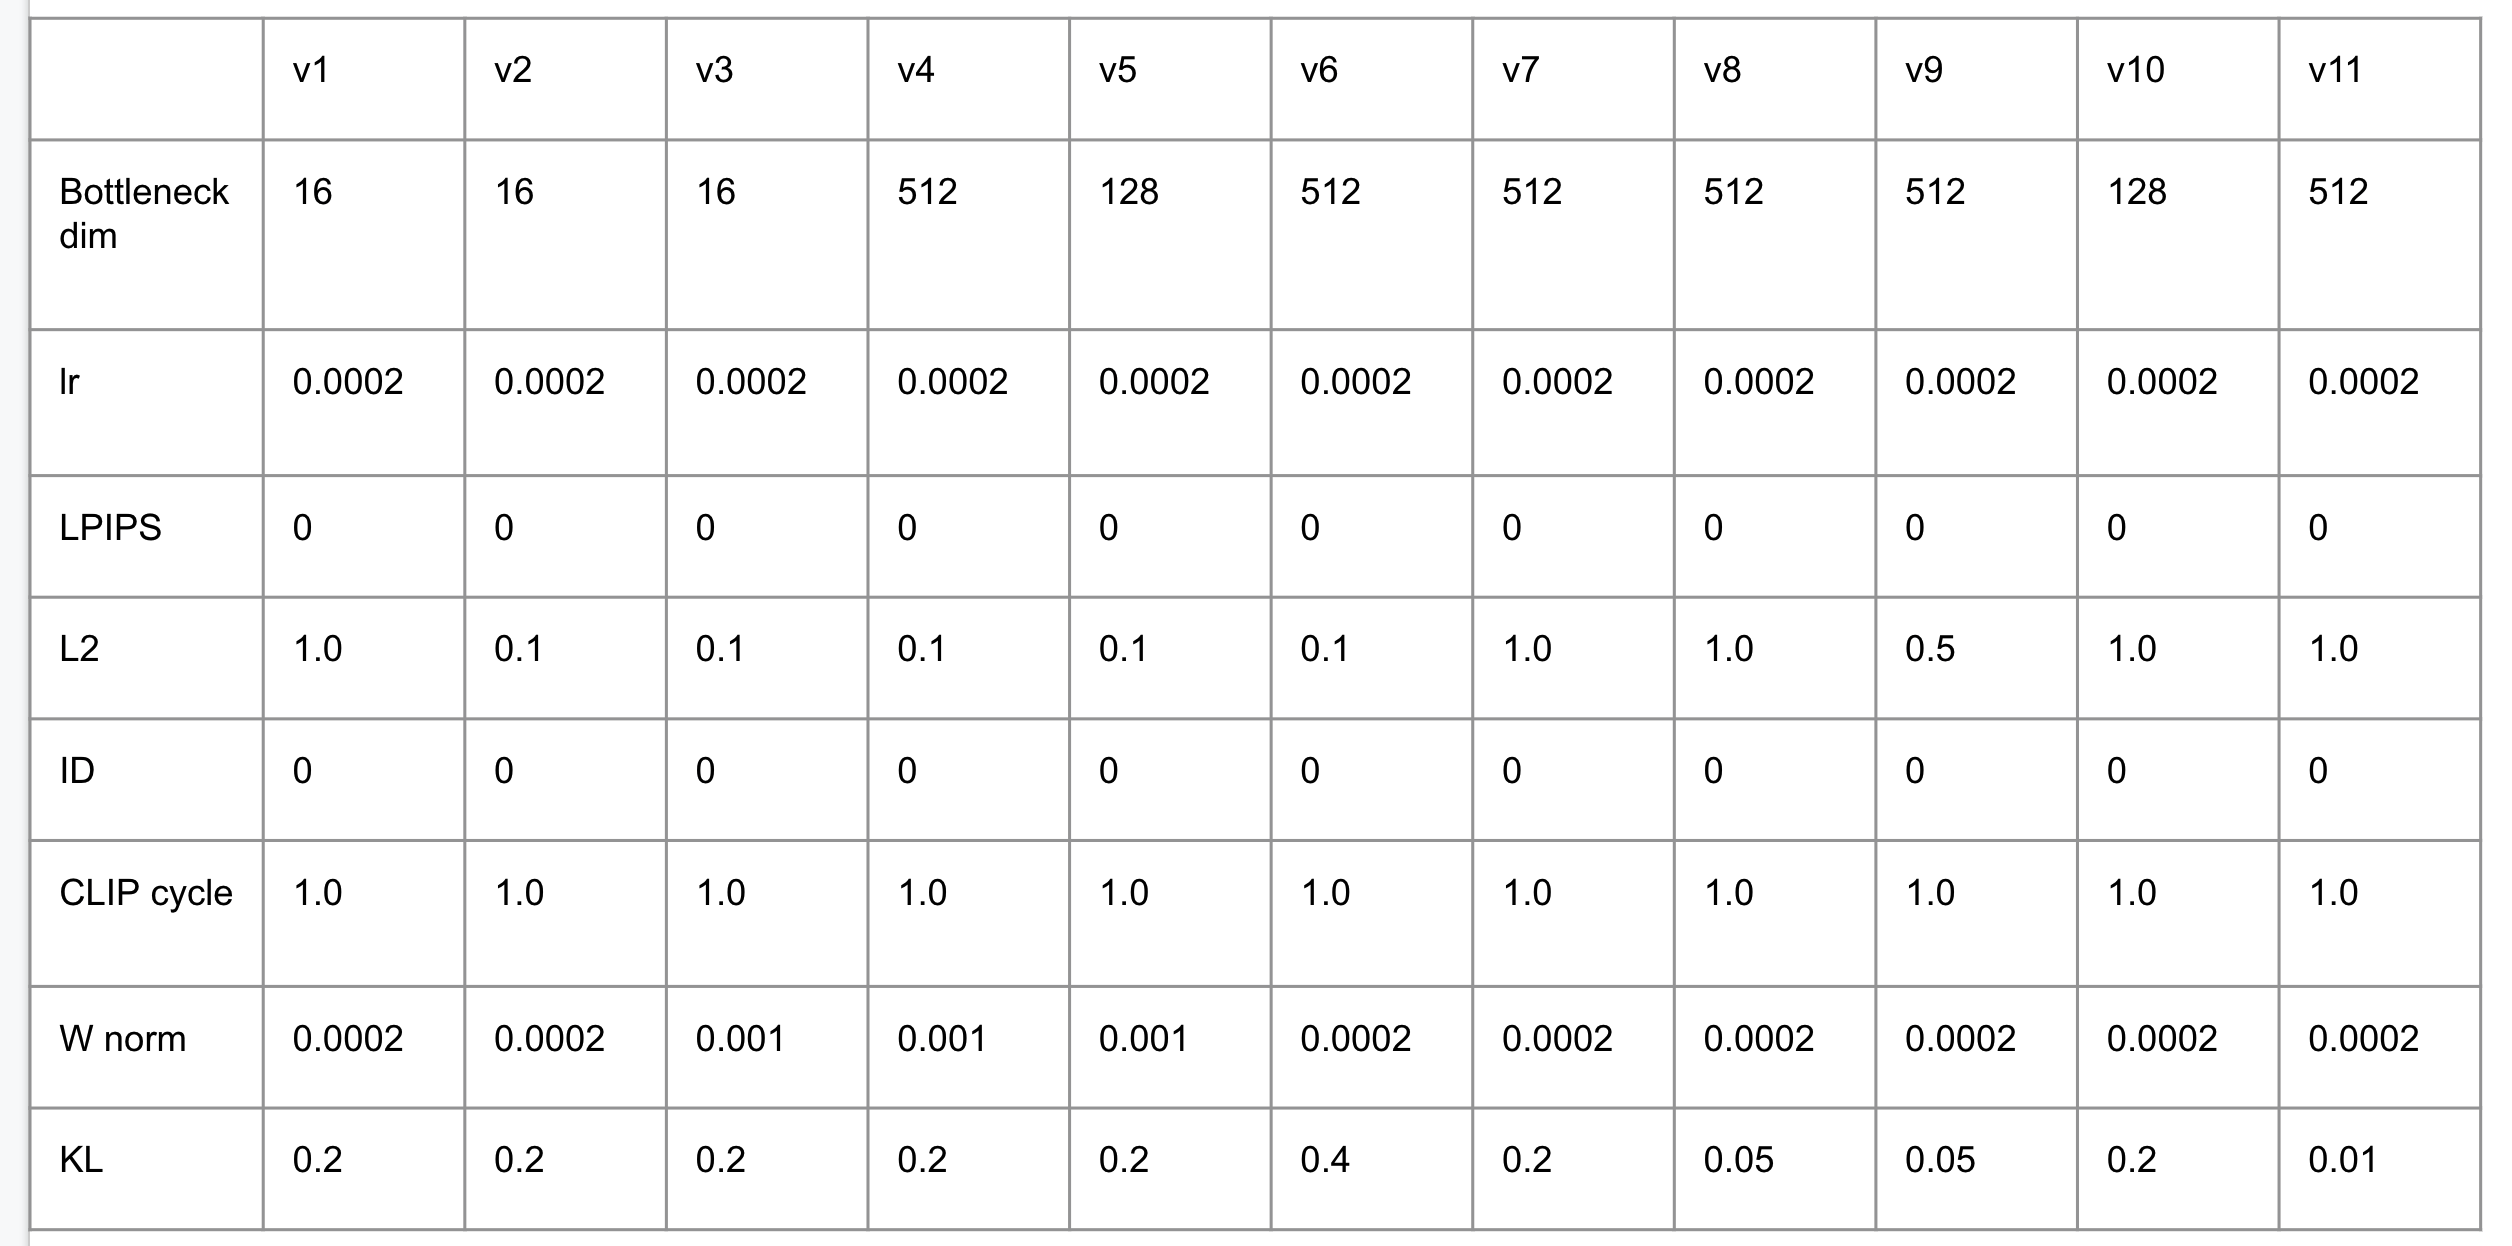 v1 v2 v3 v4 v5 v6 v7 v8 v9 v10 v11
Bottleneck 16 16 16 512 128 512 512 512 512 128 512
dim
lr 0.0002 0.0002 0.0002 0.0002 0.0002 0.0002 0.0002 0.0002 0.0002 0.0002 0.0002
LPIPS 0 0 0 0 0 0 0 0 0 0 0
L2 1.0 0.1 0.1 0.1 0.1 0.1 1.0 1.0 0.5 1.0 1.0
ID 0 0 0 0 0 0 0 0 0 0 0
CLIP cycle 1.0 1.0 1.0 1.0 1.0 1.0 1.0 1.0 1.0 1.0 1.0
W norm 0.0002 0.0002 0.001 0.001 0.001 0.0002 0.0002 0.0002 0.0002 0.0002 0.0002
KL 0.2 0.2 0.2 0.2 0.2 0.4 0.2 0.05 0.05 0.2 0.01